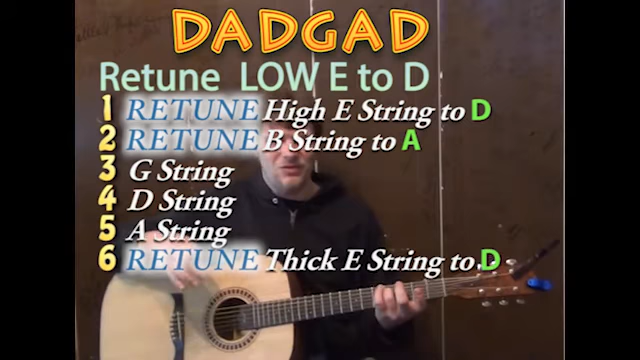 DADGAD
Retune LOW E to D
1 RETUNE High E String to D
2 RETUNE B String to A
3 G String
4 D String
5 A String
6 RETUNE Thick E String to D